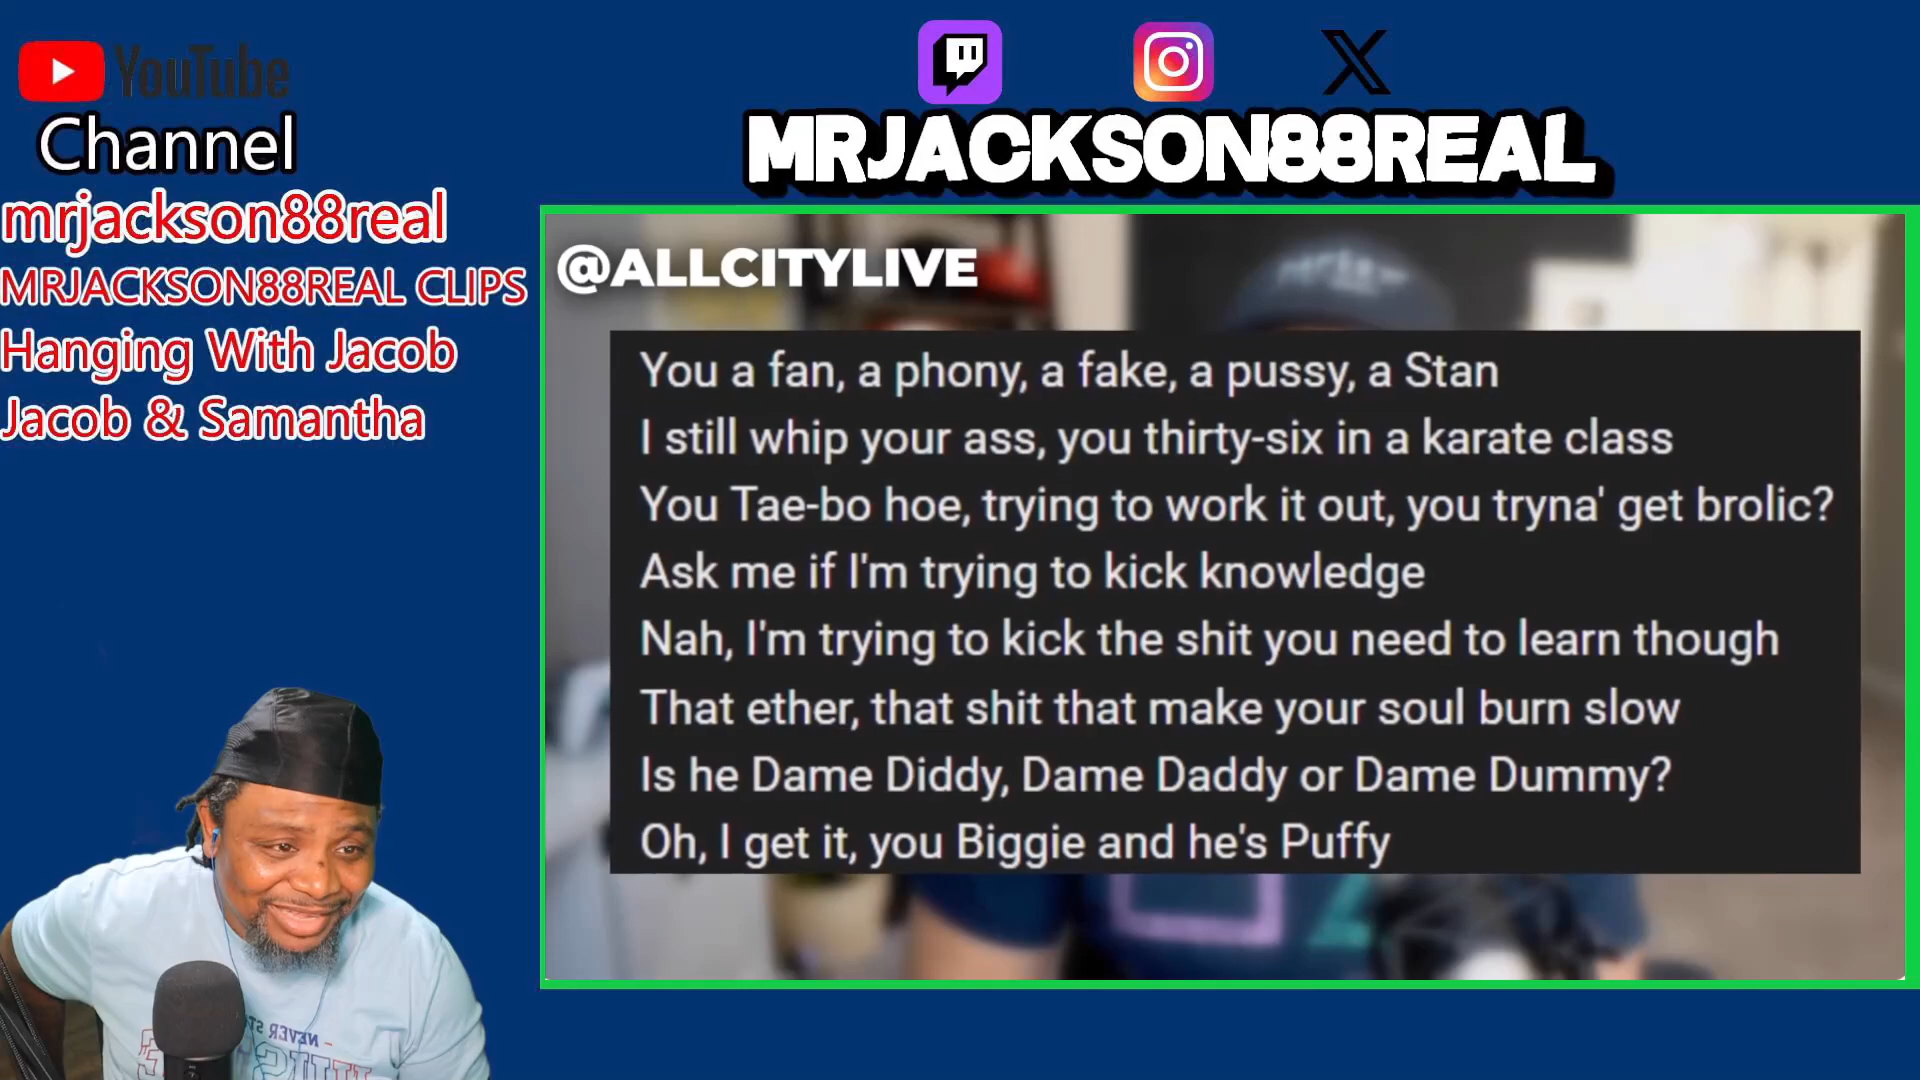 YouTube
Channel
mrjackson88real
MRJACKSON88REAL CLIPS
Hanging With Jacob
Jacob & Samantha
MRJACKSON88REAL
@ALLCITYLIVE
You a fan, a phony, a fake, a pussy, a Stan
I still whip your ass, you thirty-six in a karate class
You Tae-bo hoe, trying to work it out, you tryna' get brolic?
Ask me if I'm trying to kick knowledge
Nah, I'm trying to kick the shit you need to learn though
That ether, that shit that make your soul burn slow
Is he Dame Diddy, Dame Daddy or Dame Dummy?
Oh, I get it, you Biggie and he's Puffy
NEVER